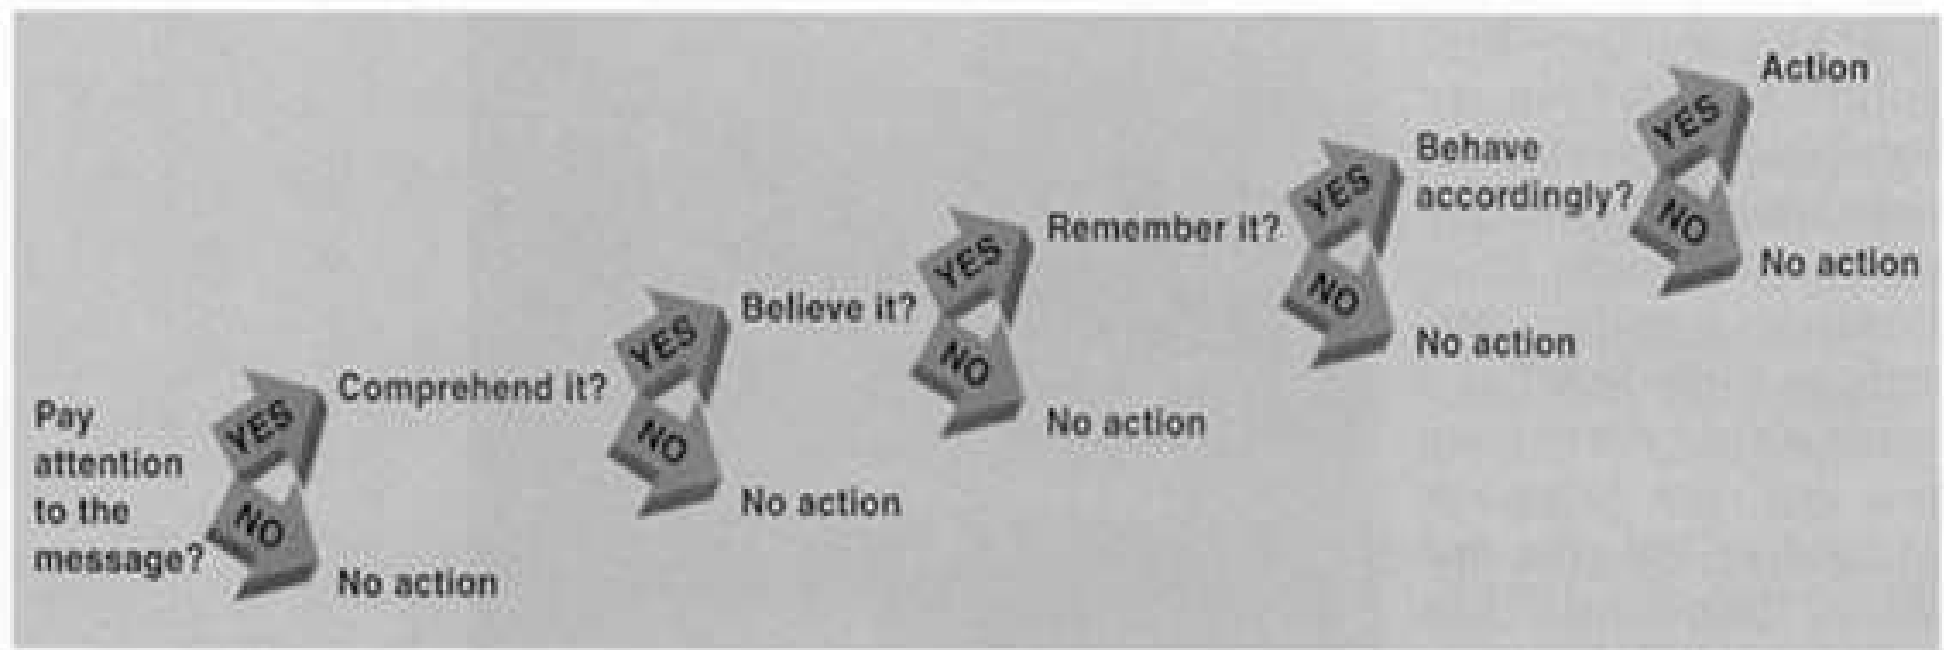 Pay
attention
to the
message?
YES
NO
Comprehend it?
No action
YES
NO
Believe it?
No action
YES
NO
Remember it?
No action
YES
NO
Behave
accordingly?
No action
YES
NO
Action
No action